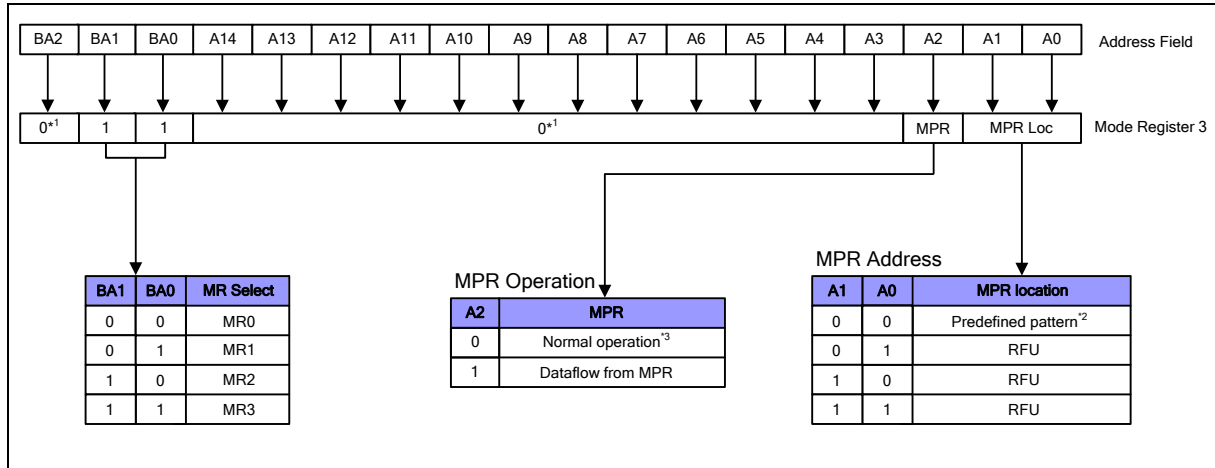 BA2 BA1 BA0 A14 A13 A12 A11 A10 A9 A8 A7 A6 A5 A4 A3 A2 A1 A0 Address Field
0*1 1 1 0*1 MPR MPR Loc Mode Register 3
MPR Operation
MPR Address
BA1 BA0 MR Select
0 0 MR0
0 1 MR1
1 0 MR2
1 1 MR3
A2 MPR
0 Normal operation*3
1 Dataflow from MPR
A1 A0 MPR location
0 0 Predefined pattern*2
0 1 RFU
1 0 RFU
1 1 RFU